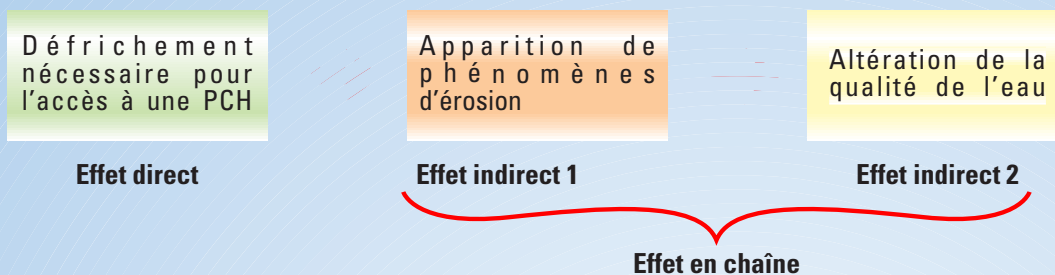 Défrichement
nécessaire pour
l'accès à une PCH
Apparition de
phénomènes
d'érosion
Altération de la
qualité de l'eau
Effet direct
Effet indirect 1
Effet indirect 2
Effet en chaîne